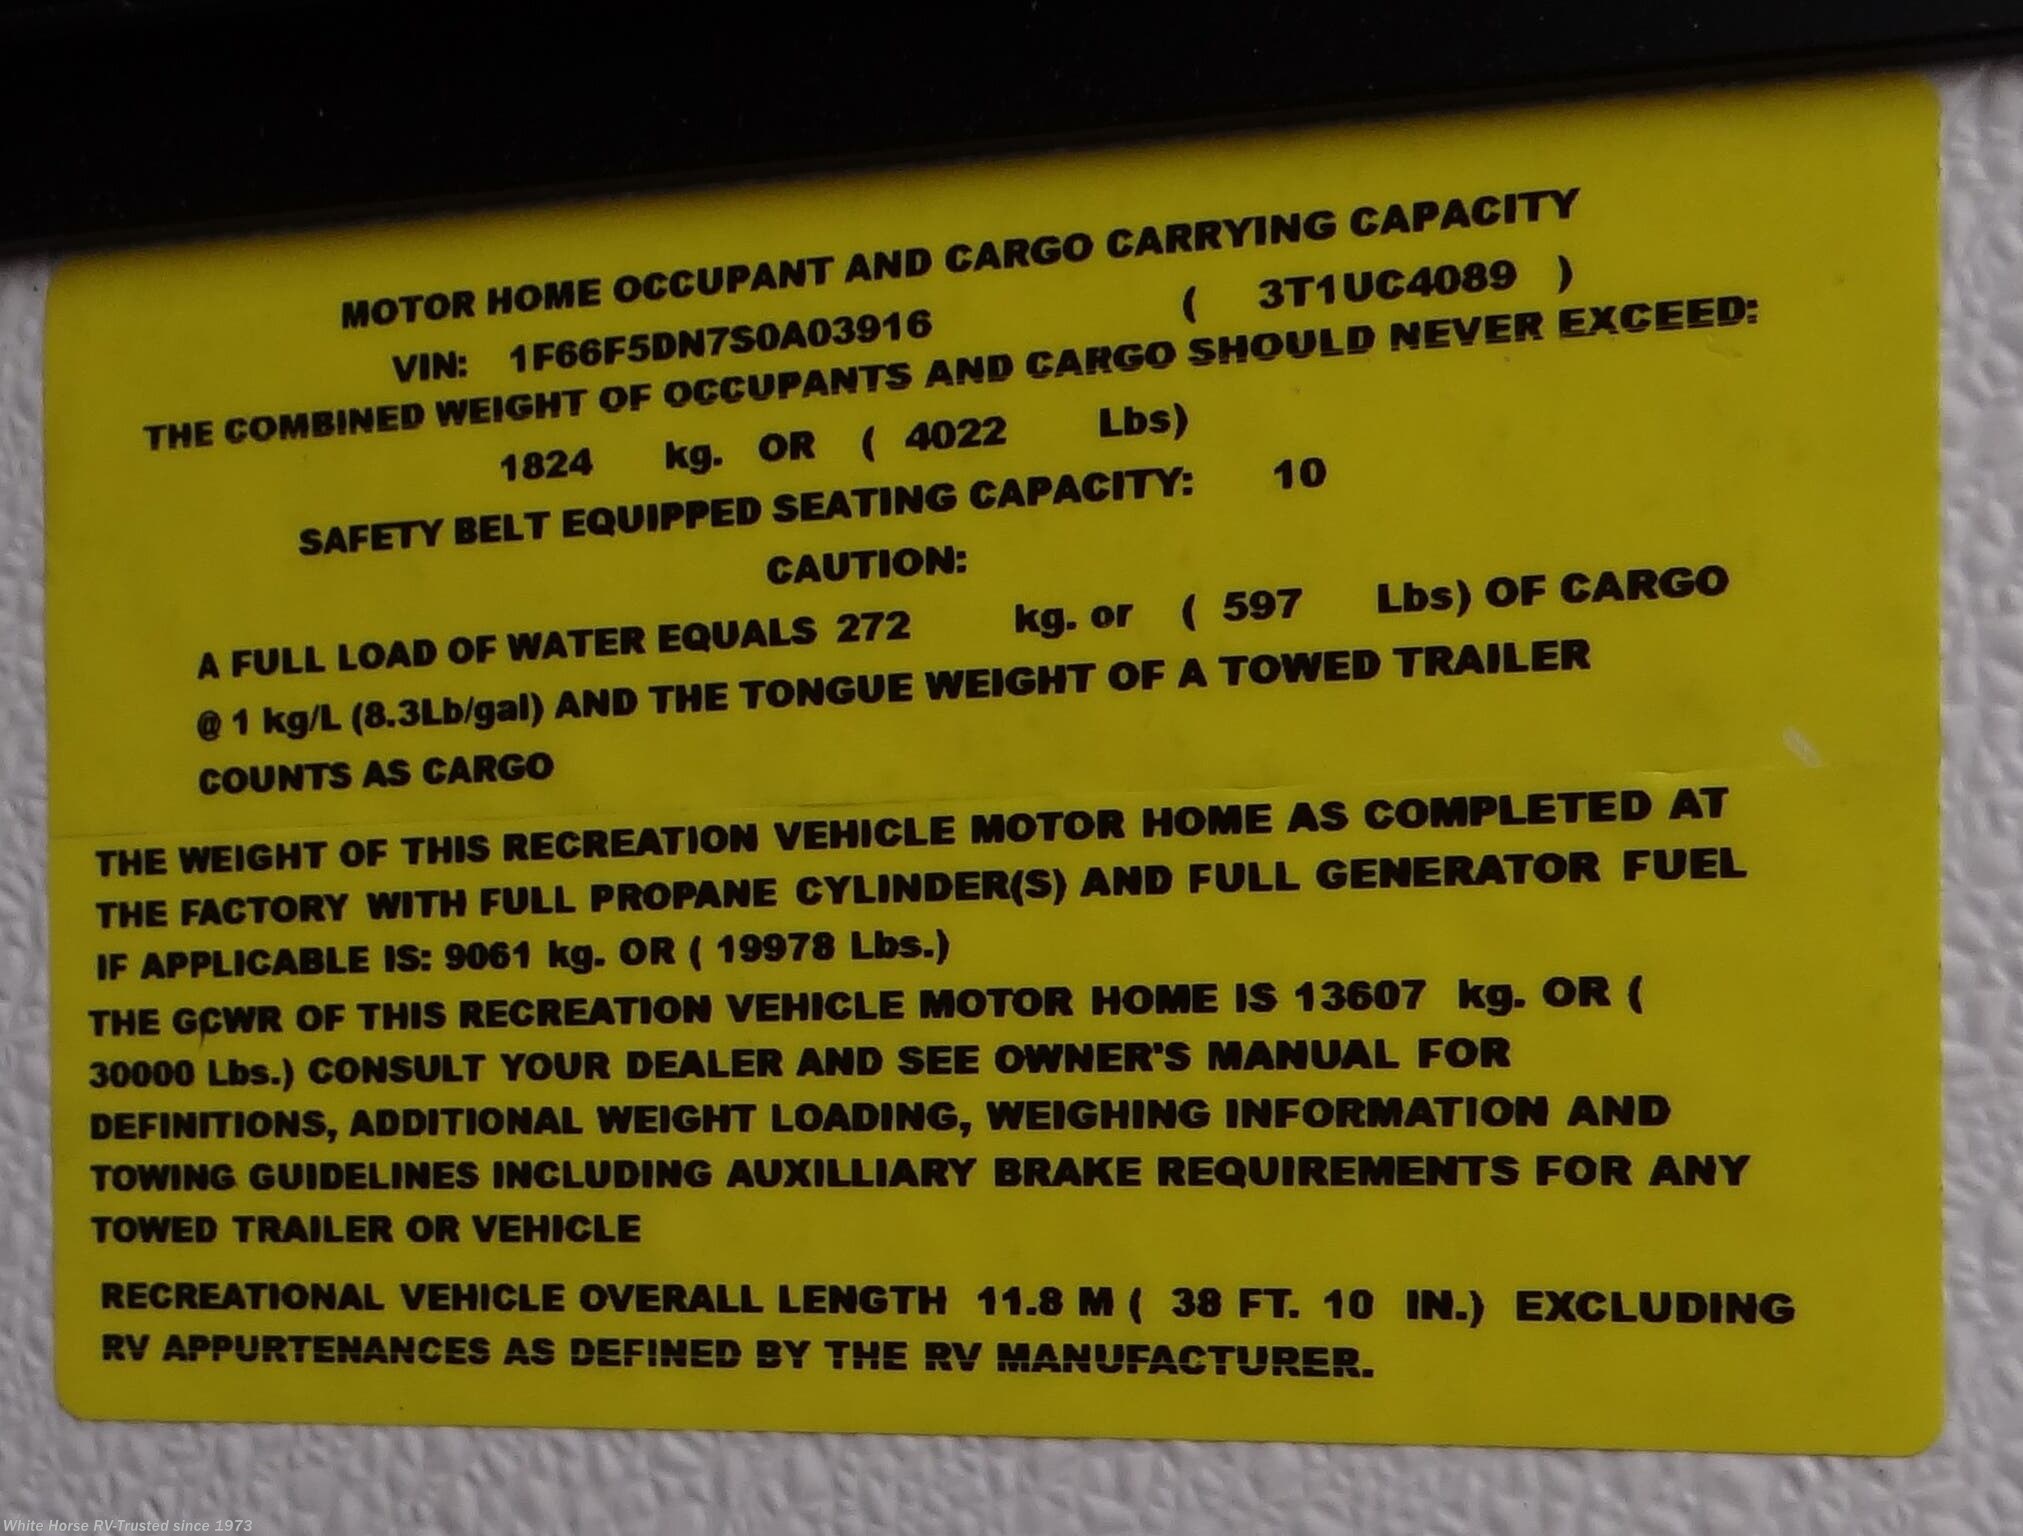 MOTOR HOME OCCUPANT AND CARGO CARRYING CAPACITY
VIN: 1F66F5DN7S0A03916 ( 3T1UC4089 )
THE COMBINED WEIGHT OF OCCUPANTS AND CARGO SHOULD NEVER EXCEED:
1824 kg. OR ( 4022 Lbs)
SAFETY BELT EQUIPPED SEATING CAPACITY: 10
CAUTION:
A FULL LOAD OF WATER EQUALS 272 kg. or ( 597 Lbs) OF CARGO
@ 1 kg/L (8.3Lb/gal) AND THE TONGUE WEIGHT OF A TOWED TRAILER
COUNTS AS CARGO
THE WEIGHT OF THIS RECREATION VEHICLE MOTOR HOME AS COMPLETED AT
THE FACTORY WITH FULL PROPANE CYLINDER(S) AND FULL GENERATOR FUEL
IF APPLICABLE IS: 9061 kg. OR ( 19978 Lbs.)
THE GCWR OF THIS RECREATION VEHICLE MOTOR HOME IS 13607 kg. OR (
30000 Lbs.) CONSULT YOUR DEALER AND SEE OWNER'S MANUAL FOR
DEFINITIONS, ADDITIONAL WEIGHT LOADING, WEIGHING INFORMATION AND
TOWING GUIDELINES INCLUDING AUXILLIARY BRAKE REQUIREMENTS FOR ANY
TOWED TRAILER OR VEHICLE
RECREATIONAL VEHICLE OVERALL LENGTH 11.8 M ( 38 FT. 10 IN.) EXCLUDING
RV APPURTENANCES AS DEFINED BY THE RV MANUFACTURER.
White Horse RV-Trusted since 1973